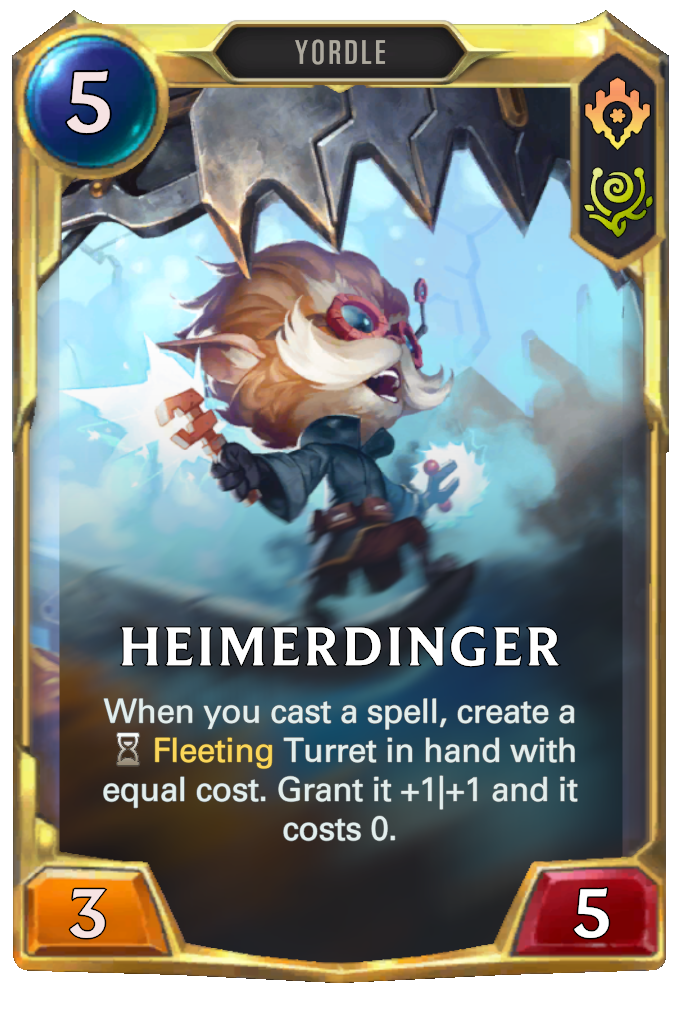 YORDLE
5
HEIMERDINGER
When you cast a spell, create a
Fleeting Turret in hand with
equal cost. Grant it +1|+1 and it
costs 0.
3
5